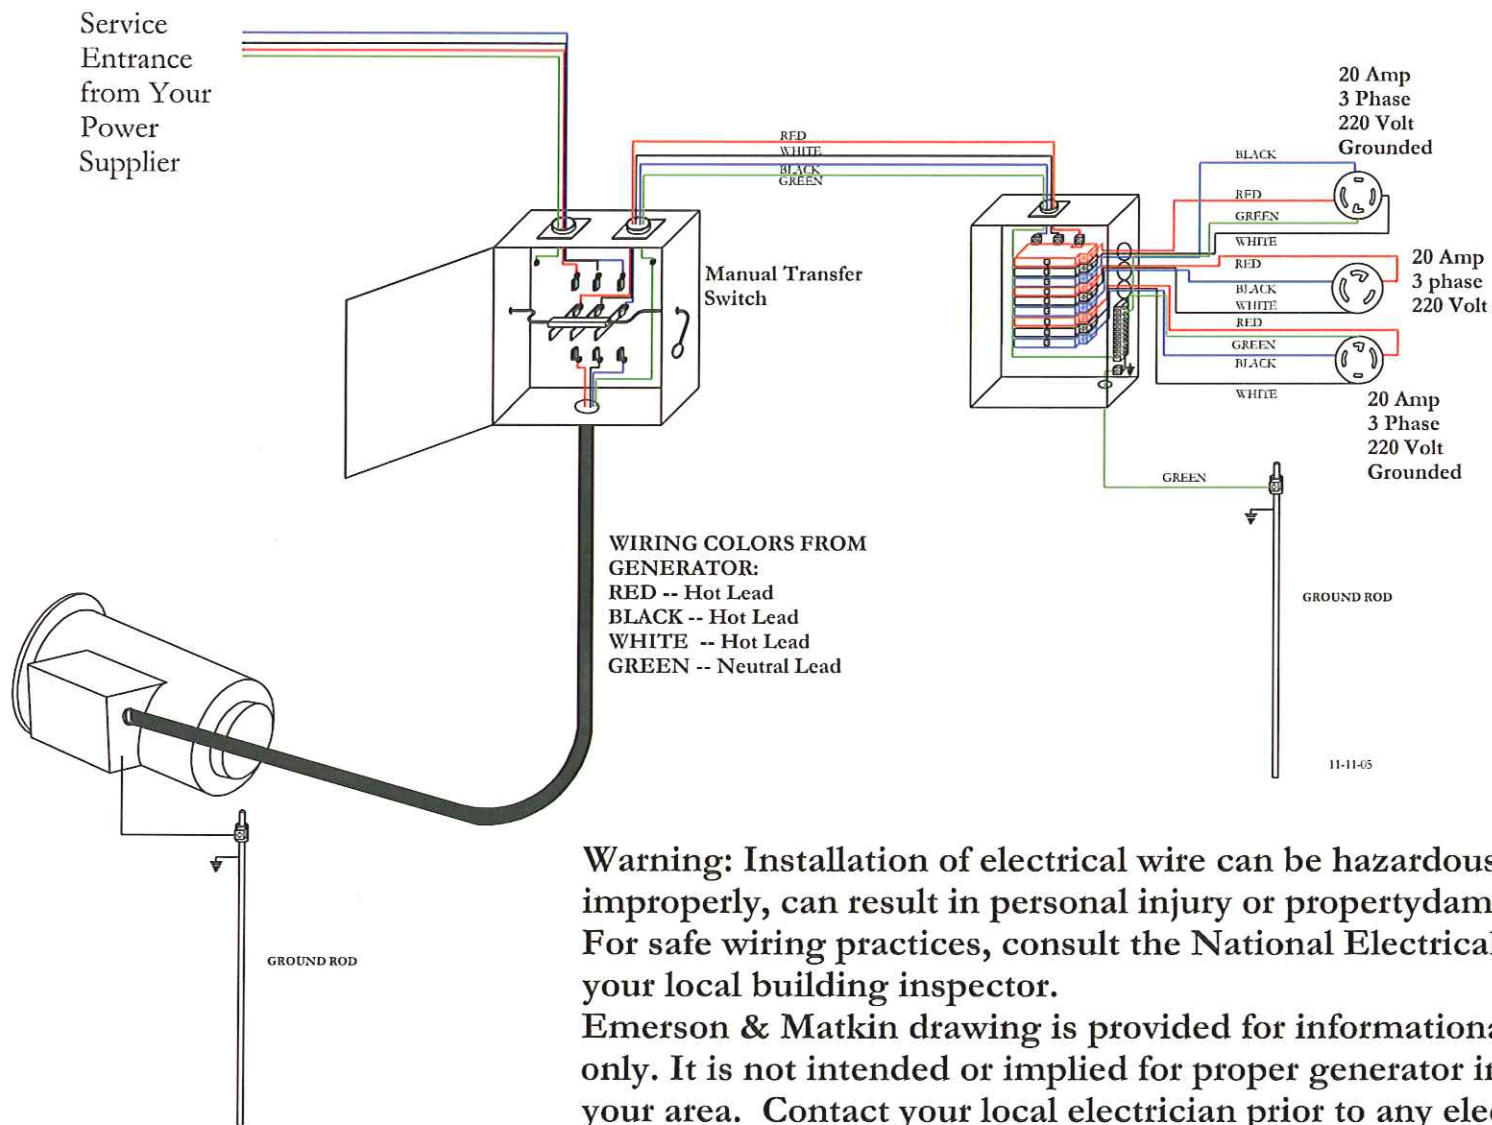 Service
Entrance
from Your
Power
Supplier
RED
WHITE
BLACK
GREEN
20 Amp
3 Phase
220 Volt
Grounded
BLACK
RED
GREEN
WHITE
RED
BLACK
WHITE
20 Amp
3 phase
220 Volt
RED
GREEN
BLACK
WHITE
20 Amp
3 Phase
220 Volt
Grounded
Manual Transfer
Switch
GREEN
WIRING COLORS FROM
GENERATOR:
RED -- Hot Lead
BLACK -- Hot Lead
WHITE -- Hot Lead
GREEN -- Neutral Lead
GROUND ROD
11-11-05
GROUND ROD
Warning: Installation of electrical wire can be hazardous
improperly, can result in personal injury or propertydam
For safe wiring practices, consult the National Electrical
your local building inspector.
Emerson & Matkin drawing is provided for informationa
only. It is not intended or implied for proper generator in
your area. Contact your local electrician prior to any elec